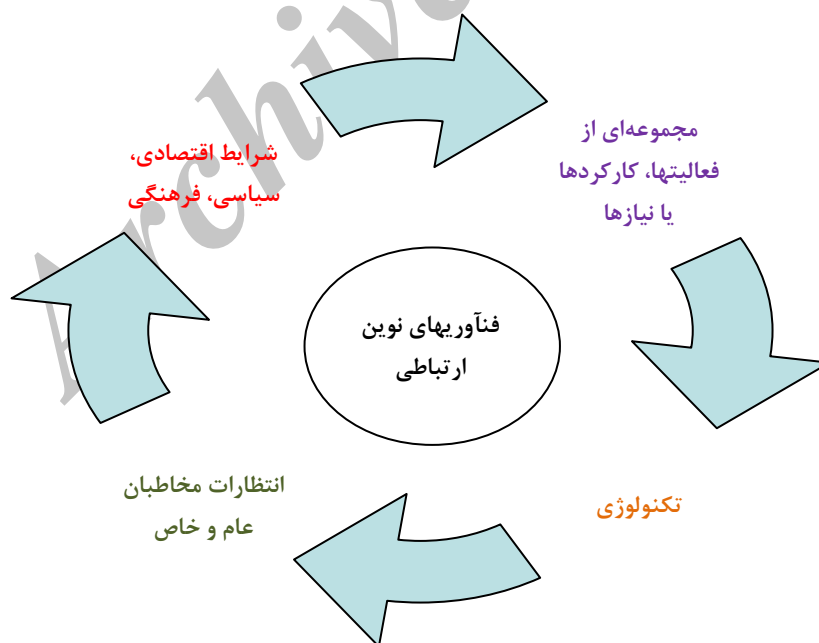 Archive
شرایط اقتصادی،
سیاسی، فرهنگی
مجموعه‌ای از
فعالیتها، کارکردها
یا نیازها
فنآوریهای نوین
ارتباطی
انتظارات مخاطبان
عام و خاص
تکنولوژی